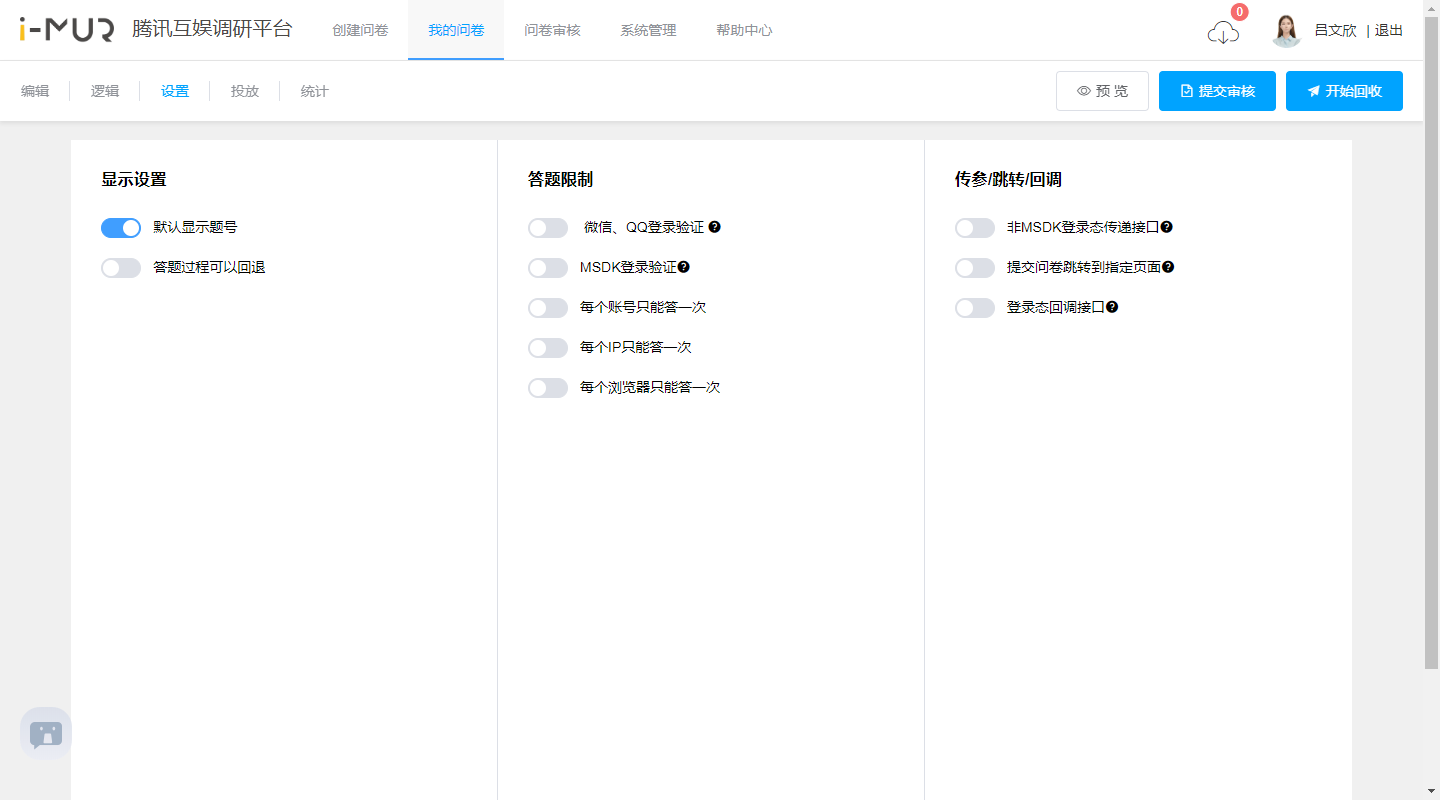 i-MUR 腾讯互娱调研平台 创建问卷 我的问卷 问卷审核 系统管理 帮助中心 0 吕文欣 | 退出
编辑 逻辑 设置 投放 统计 预 览 提交审核 开始回收
显示设置
默认显示题号
答题过程可以回退
答题限制
微信、QQ登录验证 ?
MSDK登录验证?
每个账号只能答一次
每个IP只能答一次
每个浏览器只能答一次
传参/跳转/回调
非MSDK登录态传递接口?
提交问卷跳转到指定页面?
登录态回调接口?